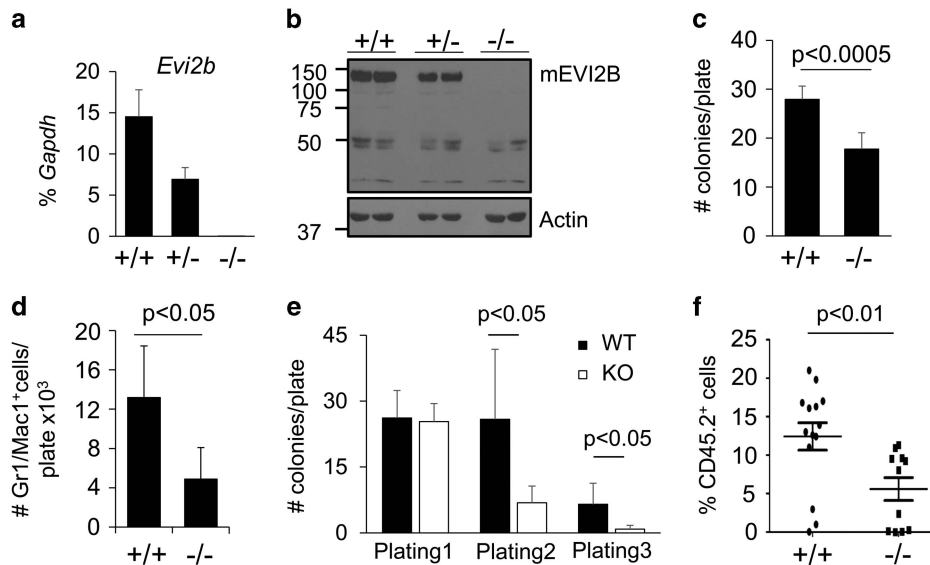 a
Evi2b
% Gapdh
20
15
10
5
0
+/+ +/- -/-
b
+/+ +/- -/-
150
100
75
50
37
mEVI2B
Actin
c
p<0.0005
# colonies/plate
40
30
20
10
0
+/+ -/-
d
p<0.05
# Gr1/Mac1+cells/
plate x10³
20
16
12
8
4
0
+/+ -/-
e
p<0.05
WT
KO
p<0.05
# colonies/plate
45
30
15
0
Plating1 Plating2 Plating3
f
p<0.01
% CD45.2+ cells
25
20
15
10
5
0
+/+ -/-